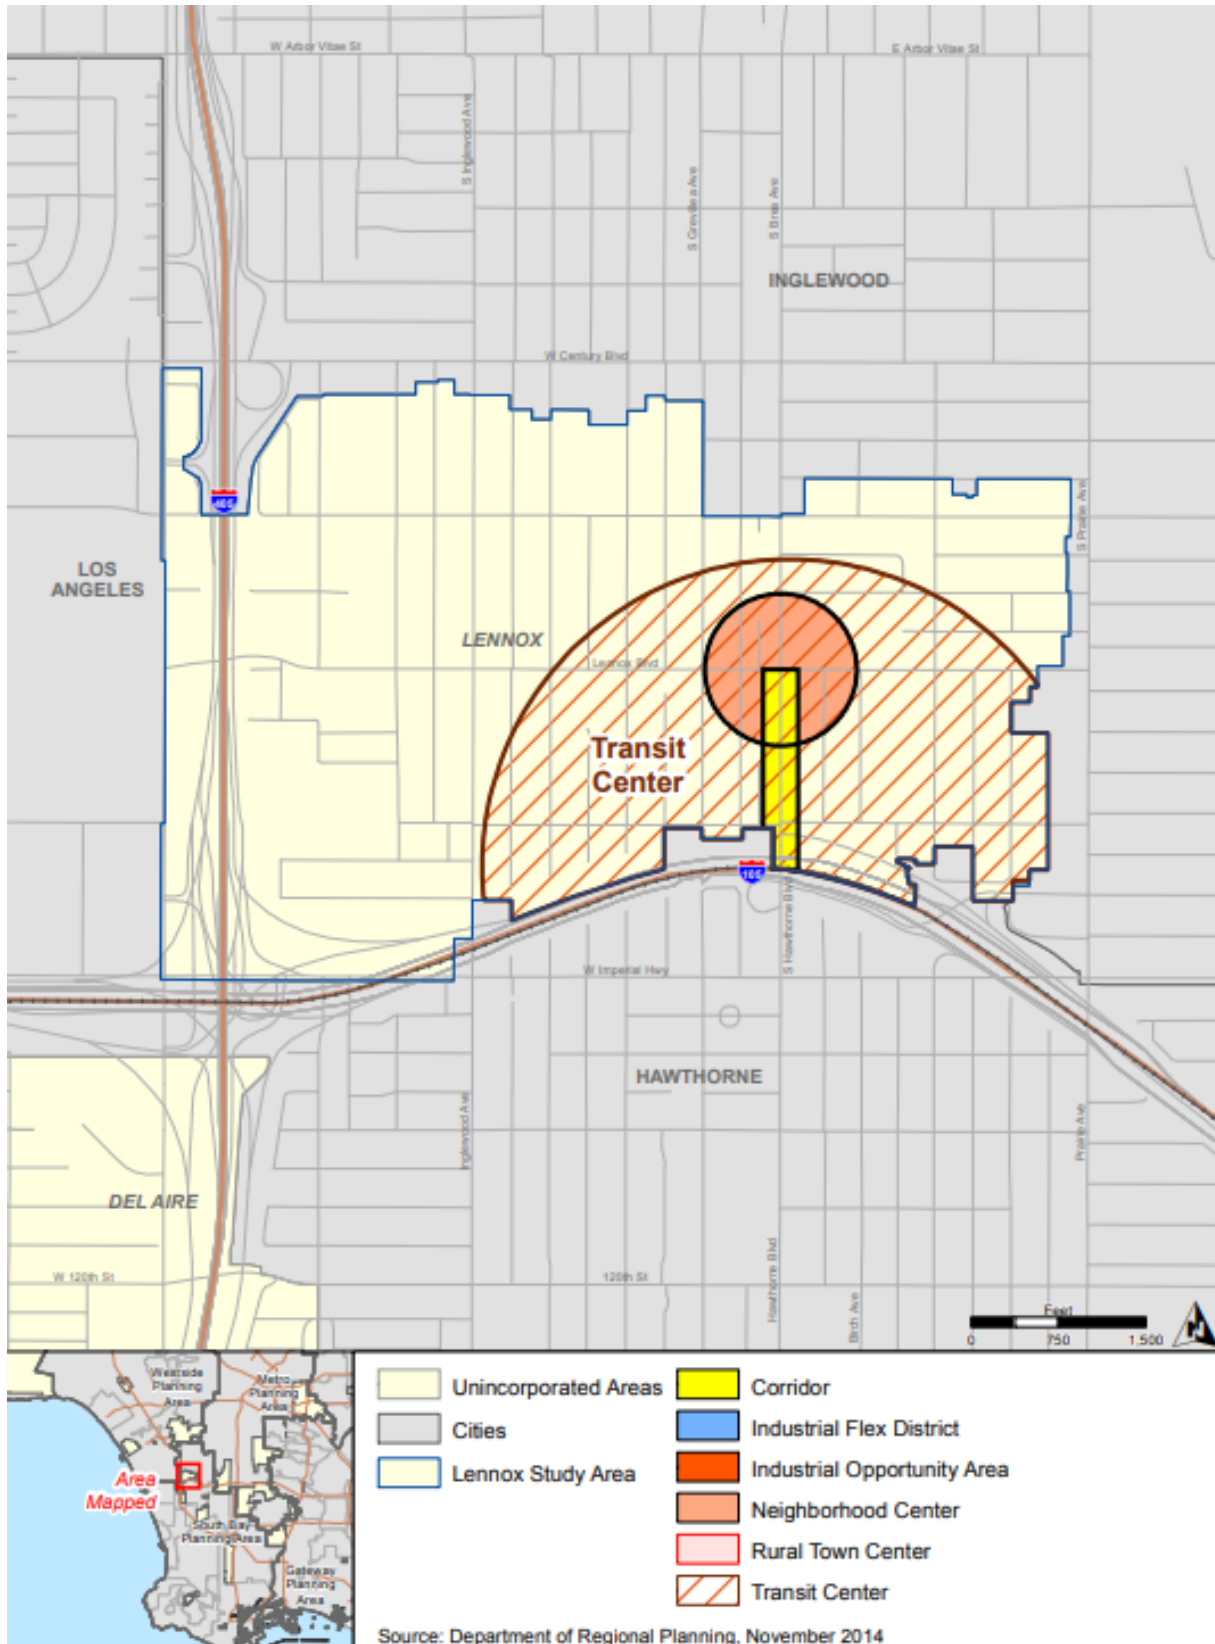 W Arbor Vitae St
E Arbor Vitae St
S Inglewood Ave
S Grevillea Ave
S Brea Ave
INGLEWOOD
W Century Blvd
405
S Prairie Ave
LOS
ANGELES
LENNOX
Lennox Blvd
Transit
Center
105
S Hawthorne Blvd
W Imperial Hwy
HAWTHORNE
Inglewood Ave
Prairie Ave
DEL AIRE
W 120th St
120th St
Hawthorne Blvd
Birch Ave
Feet
0 750 1,500
Westside
Planning
Area
Metro
Planning
Area
Area
Mapped
South Bay
Planning Area
Gateway
Planning
Area
Unincorporated Areas
Cities
Lennox Study Area
Corridor
Industrial Flex District
Industrial Opportunity Area
Neighborhood Center
Rural Town Center
Transit Center
Source: Department of Regional Planning, November 2014